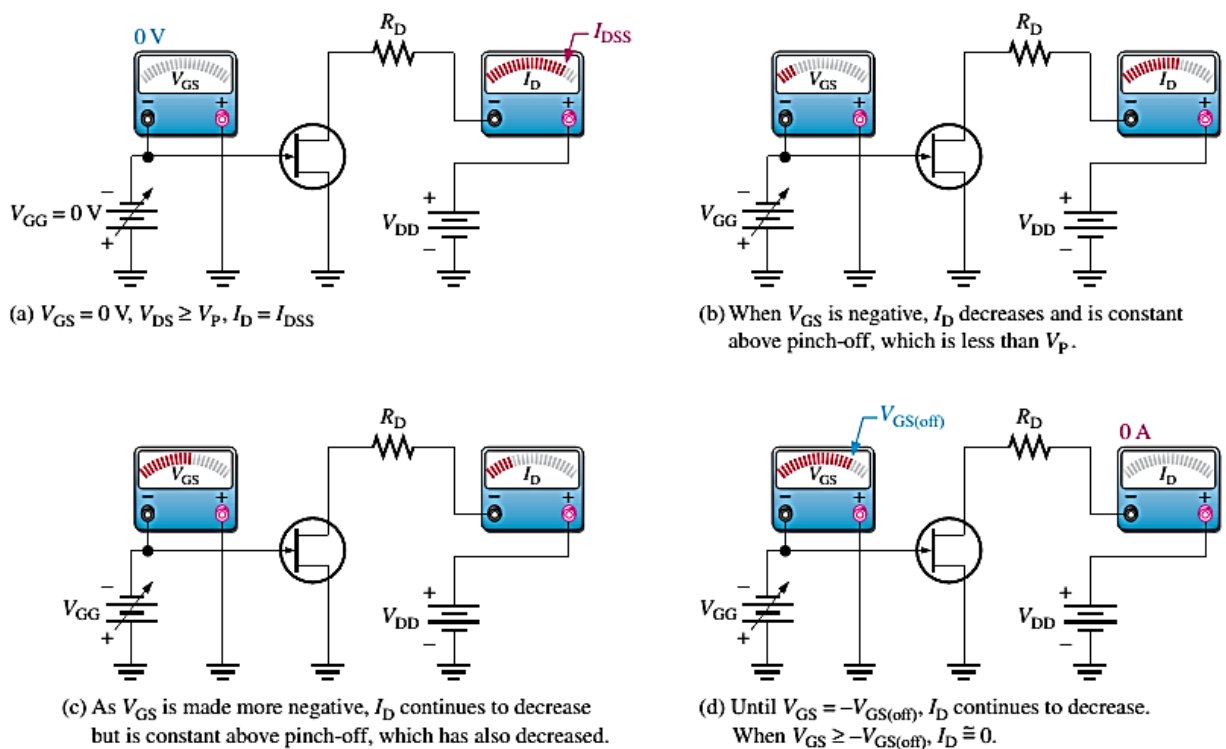 0 V
R_D
I_DSS
V_GS
I_D
− +
− +
−
V_GG = 0 V
+
+
V_DD
−
(a) V_GS = 0 V, V_DS ≥ V_P, I_D = I_DSS
R_D
V_GS
I_D
− +
− +
−
V_GG
+
+
V_DD
−
(b) When V_GS is negative, I_D decreases and is constant
above pinch-off, which is less than V_P.
R_D
V_GS
I_D
− +
− +
−
V_GG
+
+
V_DD
−
(c) As V_GS is made more negative, I_D continues to decrease
but is constant above pinch-off, which has also decreased.
V_GS(off)
R_D
0 A
V_GS
I_D
− +
− +
−
V_GG
+
+
V_DD
−
(d) Until V_GS = −V_GS(off), I_D continues to decrease.
When V_GS ≥ −V_GS(off), I_D ≅ 0.